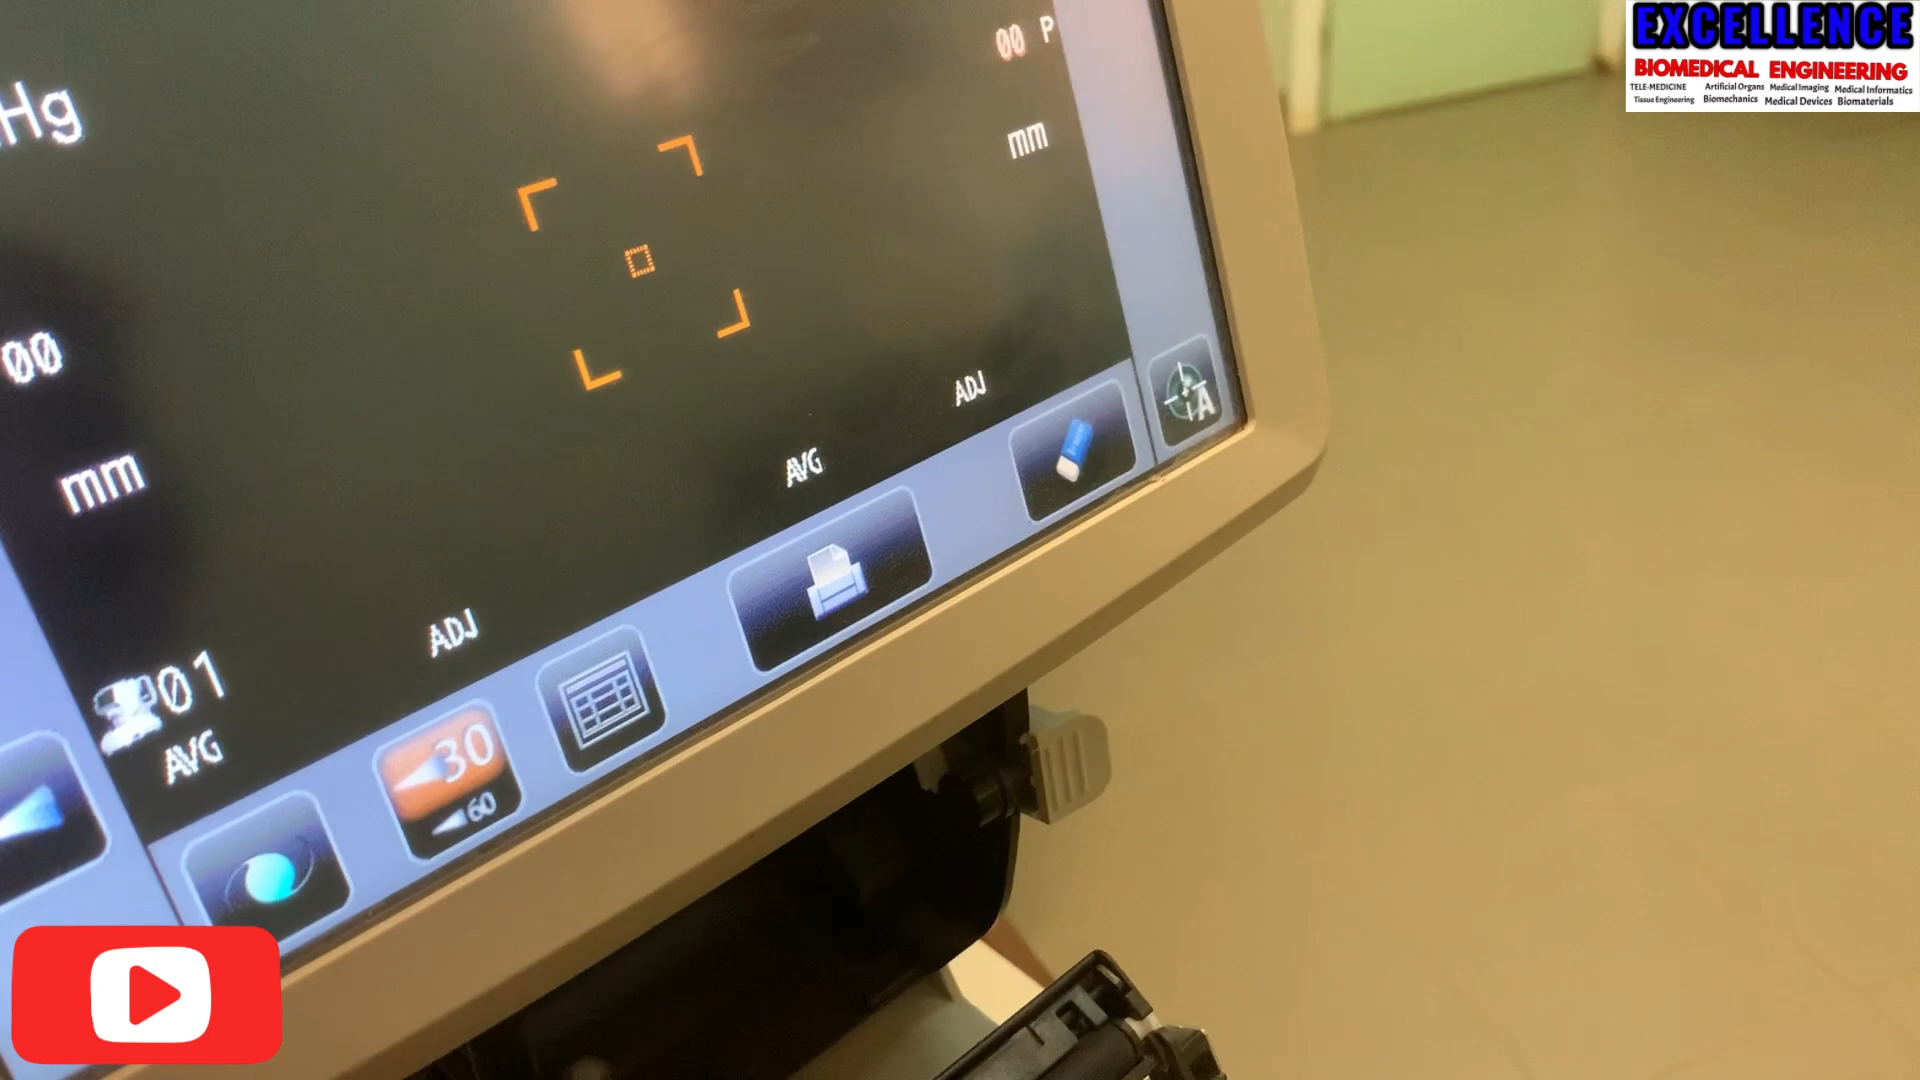 EXCELLENCE
BIOMEDICAL ENGINEERING
TELE-MEDICINE Artificial Organs Medical Imaging Medical Informatics
Tissue Engineering Biomechanics Medical Devices Biomaterials
00 P
Hg
mm
00
mm
ADJ
AVG
ADJ
01
AVG
30
60
A